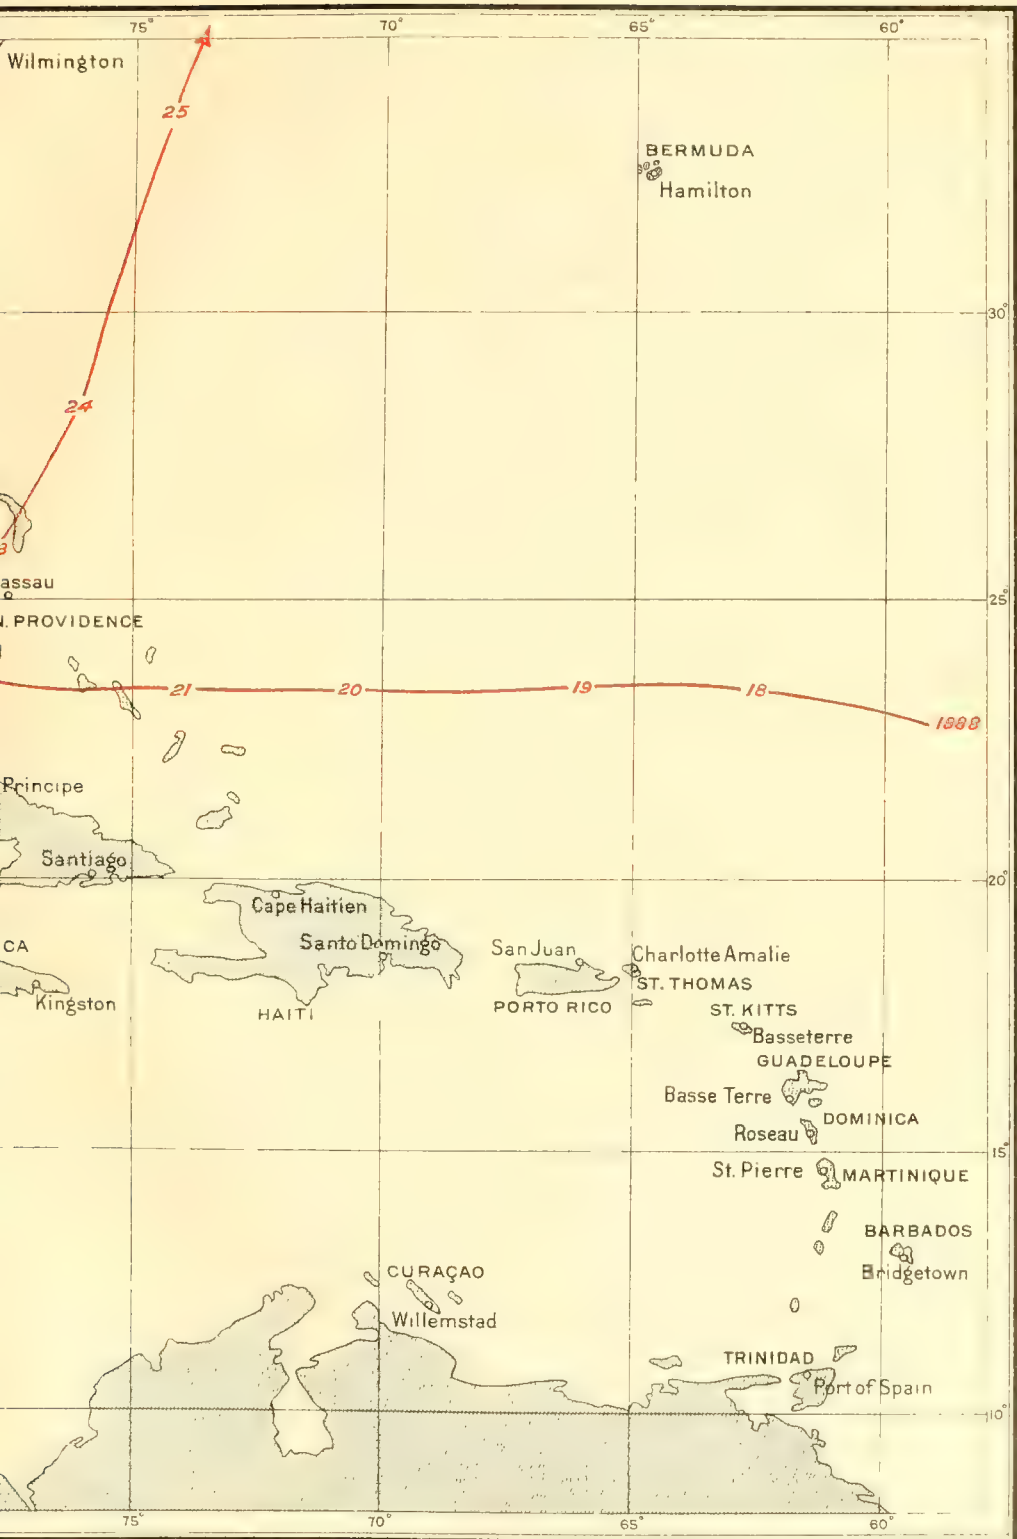 75° 70° 65° 60°
Wilmington
25
BERMUDA
Hamilton
30°
24
assau
25°
N. PROVIDENCE
21 20 19 18
1888
Principe
Santiago
20°
Cape Haitien
CA
Santo Domingo
San Juan
Charlotte Amalie
ST. THOMAS
Kingston
HAITI
PORTO RICO
ST. KITTS
Basseterre
GUADELOUPE
Basse Terre
DOMINICA
Roseau
15°
St. Pierre
MARTINIQUE
BARBADOS
Bridgetown
CURAÇAO
Willemstad
TRINIDAD
Port of Spain
10°
75° 70° 65° 60°